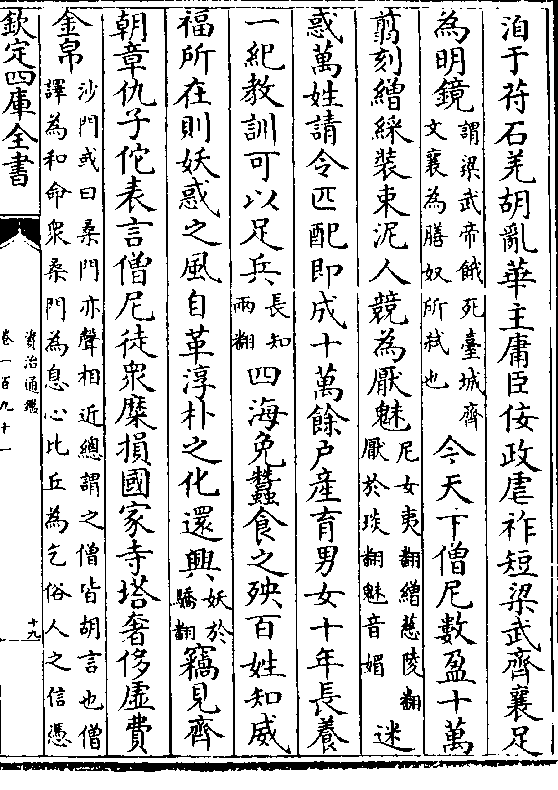 洎于苻石羌胡亂華主庸臣佞政虐祚短梁武齊襄足
為明鏡謂梁武帝餓死臺城齊文襄為膳奴所弑也今天下僧尼數盈十萬
翦刻繒綵裝束泥人競為厭魅尼女夷翻繒慈陵翻厭於琰翻魅音媚迷
惑萬姓請令匹配即成十萬餘戶產育男女十年長養
一紀教訓可以足兵長知兩翻四海免蠶食之殃百姓知威
福所在則妖惑之風自革淳朴之化還興妖於驕翻竊見齊
朝章仇子佗表言僧尼徒衆糜損國家寺塔奢侈虛費
金帛沙門或曰桑門亦聲相近總謂之僧皆胡言也僧譯為和命衆桑門為息心比丘為乞俗人之信憑
欽定四庫全書
資治通鑑
卷一百九十一
十九